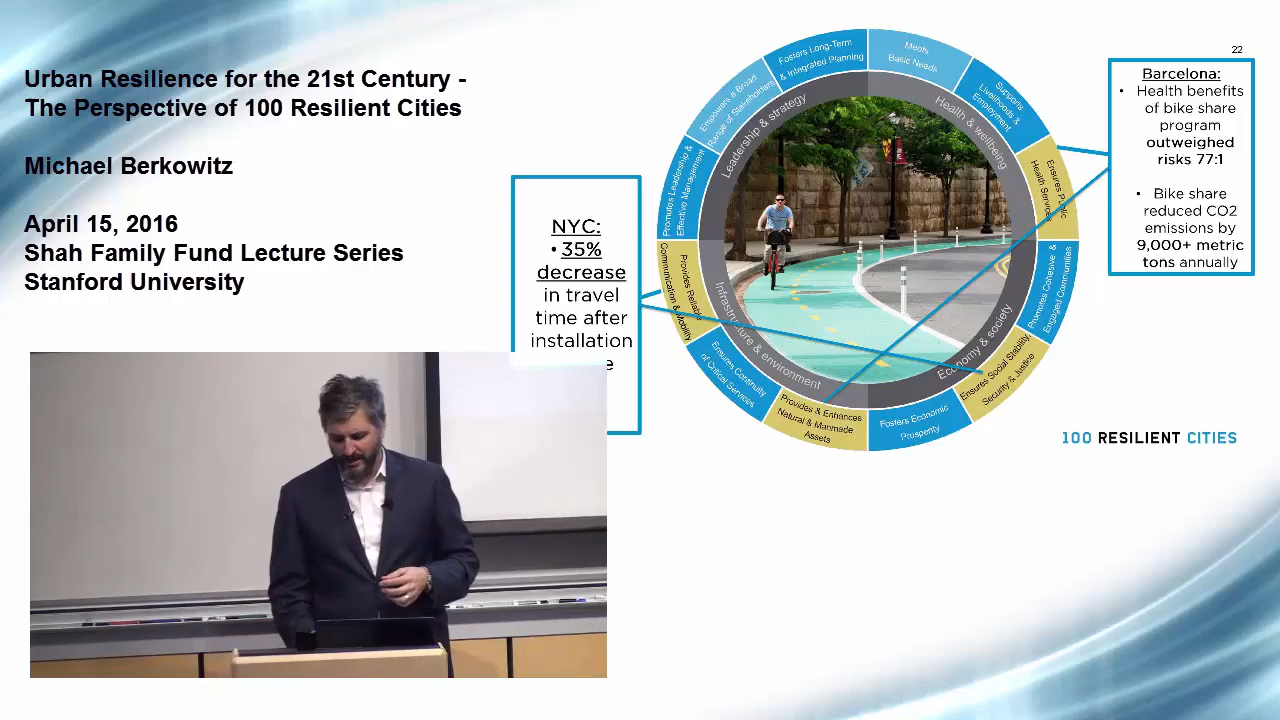 Urban Resilience for the 21st Century -
The Perspective of 100 Resilient Cities
Michael Berkowitz
April 15, 2016
Shah Family Fund Lecture Series
Stanford University
22
NYC:
• 35%
decrease
in travel
time after
installation
e
Leadership & strategy
Health & wellbeing
Infrastructure & environment
Economy & society
Meets
Basic Needs
Supports
Livelihoods &
Employment
Ensures Public
Health Services
Promotes Cohesive &
Engaged Communities
Ensures Social Stability,
Security & Justice
Fosters Economic
Prosperity
Provides & Enhances
Natural & Manmade
Assets
Ensures Continuity
of Critical Services
Provides Reliable
Communication & Mobility
Promotes Leadership &
Effective Management
Empowers a Broad
Range of Stakeholders
Fosters Long-Term
& Integrated Planning
Barcelona:
• Health benefits
of bike share
program
outweighed
risks 77:1
• Bike share
reduced CO2
emissions by
9,000+ metric
tons annually
100 RESILIENT CITIES